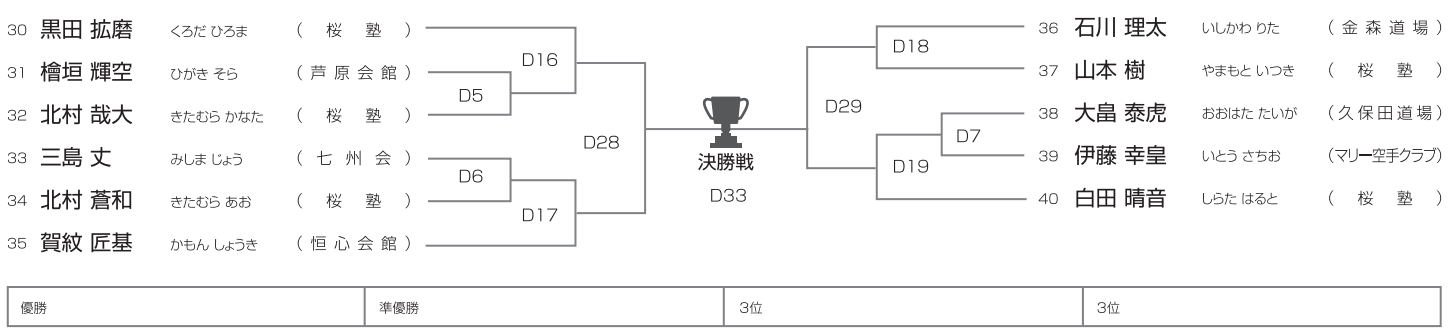 30 黒田 拡磨 くろだ ひろま ( 桜 塾 )
31 檜垣 輝空 ひがき そら ( 芦原会館 )
32 北村 哉大 きたむら かなた ( 桜 塾 )
33 三島 丈 みしま じょう ( 七州会 )
34 北村 蒼和 きたむら あお ( 桜 塾 )
35 賀紋 匠基 かもん しょうき ( 恒心会館 )
D16
D5
D28
D6
D17
決勝戦
D33
D18
D29
D7
D19
36 石川 理太 いしかわ りた ( 金森道場 )
37 山本 樹 やまもと いつき ( 桜 塾 )
38 大畠 泰虎 おおはた たいが ( 久保田道場 )
39 伊藤 幸皇 いとう さちお (マリー空手クラブ)
40 白田 晴音 しらた はると ( 桜 塾 )
優勝 準優勝 3位 3位